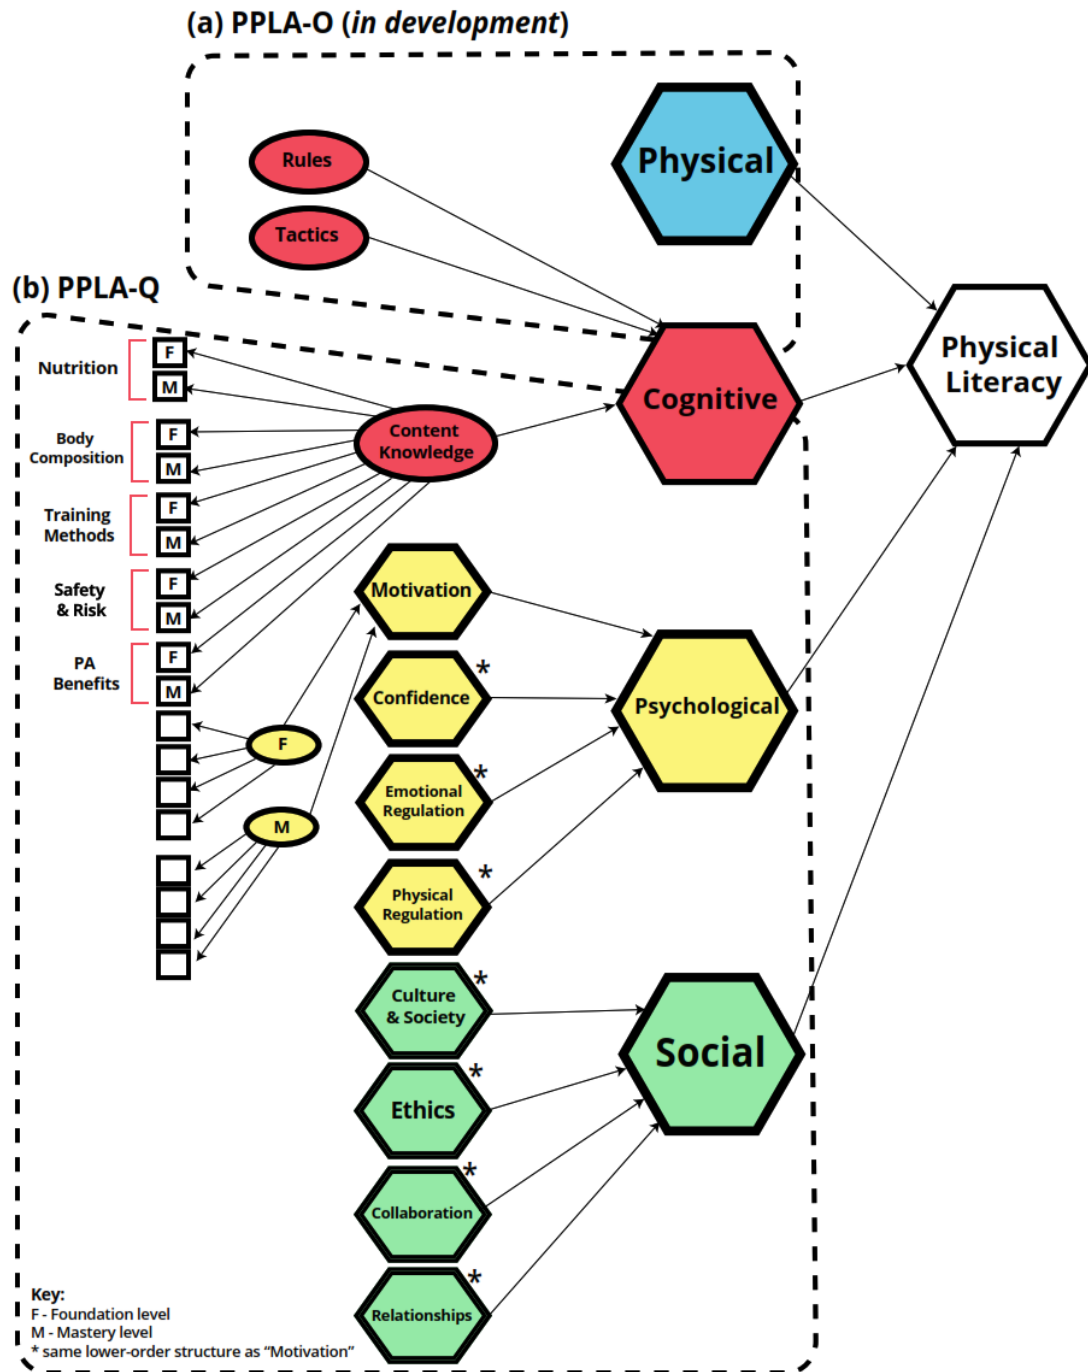 (a) PPLA-O (in development)
Physical
Rules
Tactics
(b) PPLA-Q
Physical
Literacy
Cognitive
Content
Knowledge
Nutrition
F
M
Body
Composition
F
M
Training
Methods
F
M
Safety
& Risk
F
M
PA
Benefits
F
M
F
M
Motivation
Confidence
*
Emotional
Regulation
*
Physical
Regulation
*
Psychological
Culture
& Society
*
Ethics
*
Collaboration
*
Relationships
*
Social
Key:
F - Foundation level
M - Mastery level
* same lower-order structure as “Motivation”